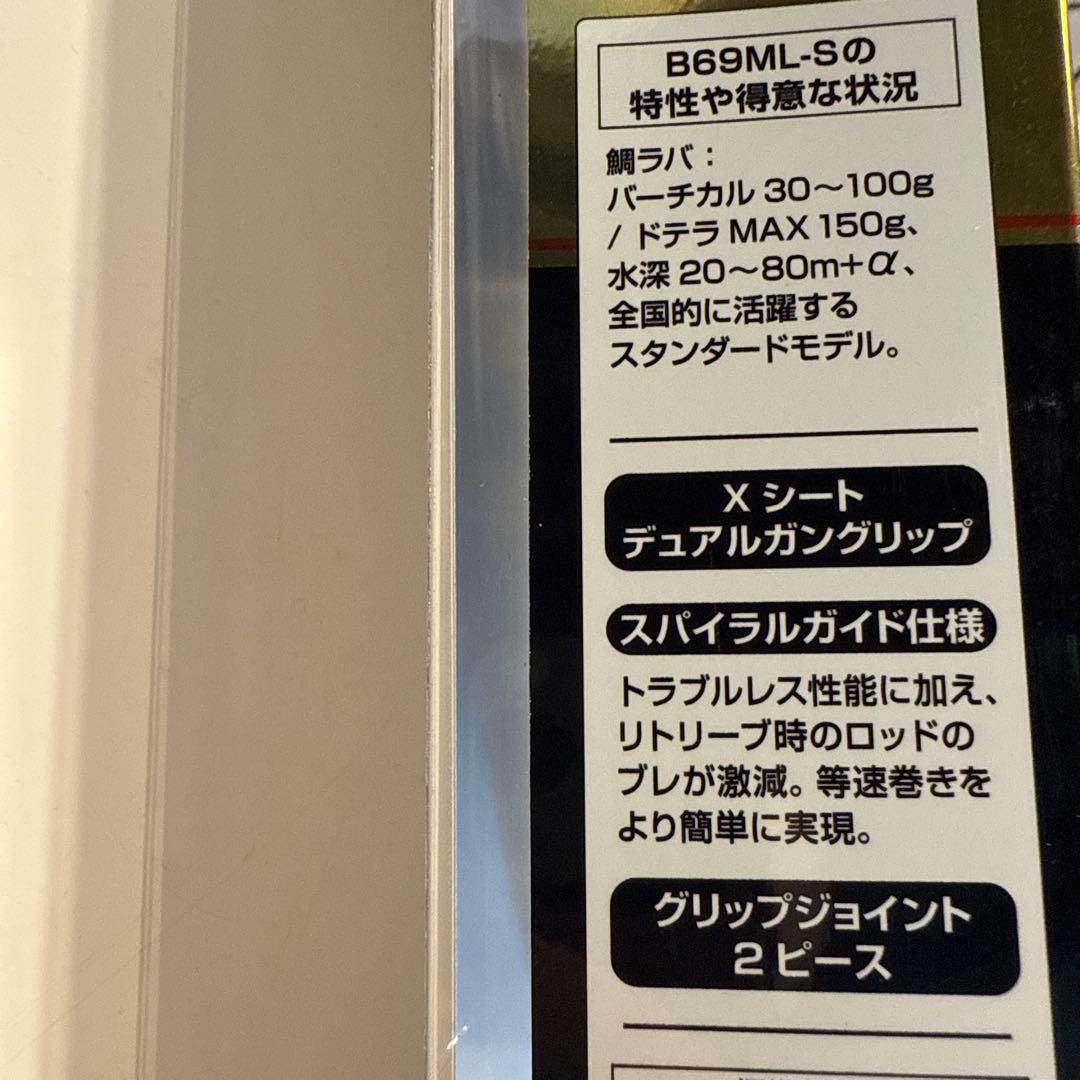 B69ML-Sの
特性や得意な状況
鯛ラバ：
バーチカル 30～100g
/ ドテラ MAX 150g、
水深 20～80m+α、
全国的に活躍する
スタンダードモデル。
X シート
デュアルガングリップ
スパイラルガイド仕様
トラブルレス性能に加え、
リトリーブ時のロッドの
ブレが激減。等速巻きを
より簡単に実現。
グリップジョイント
2 ピース